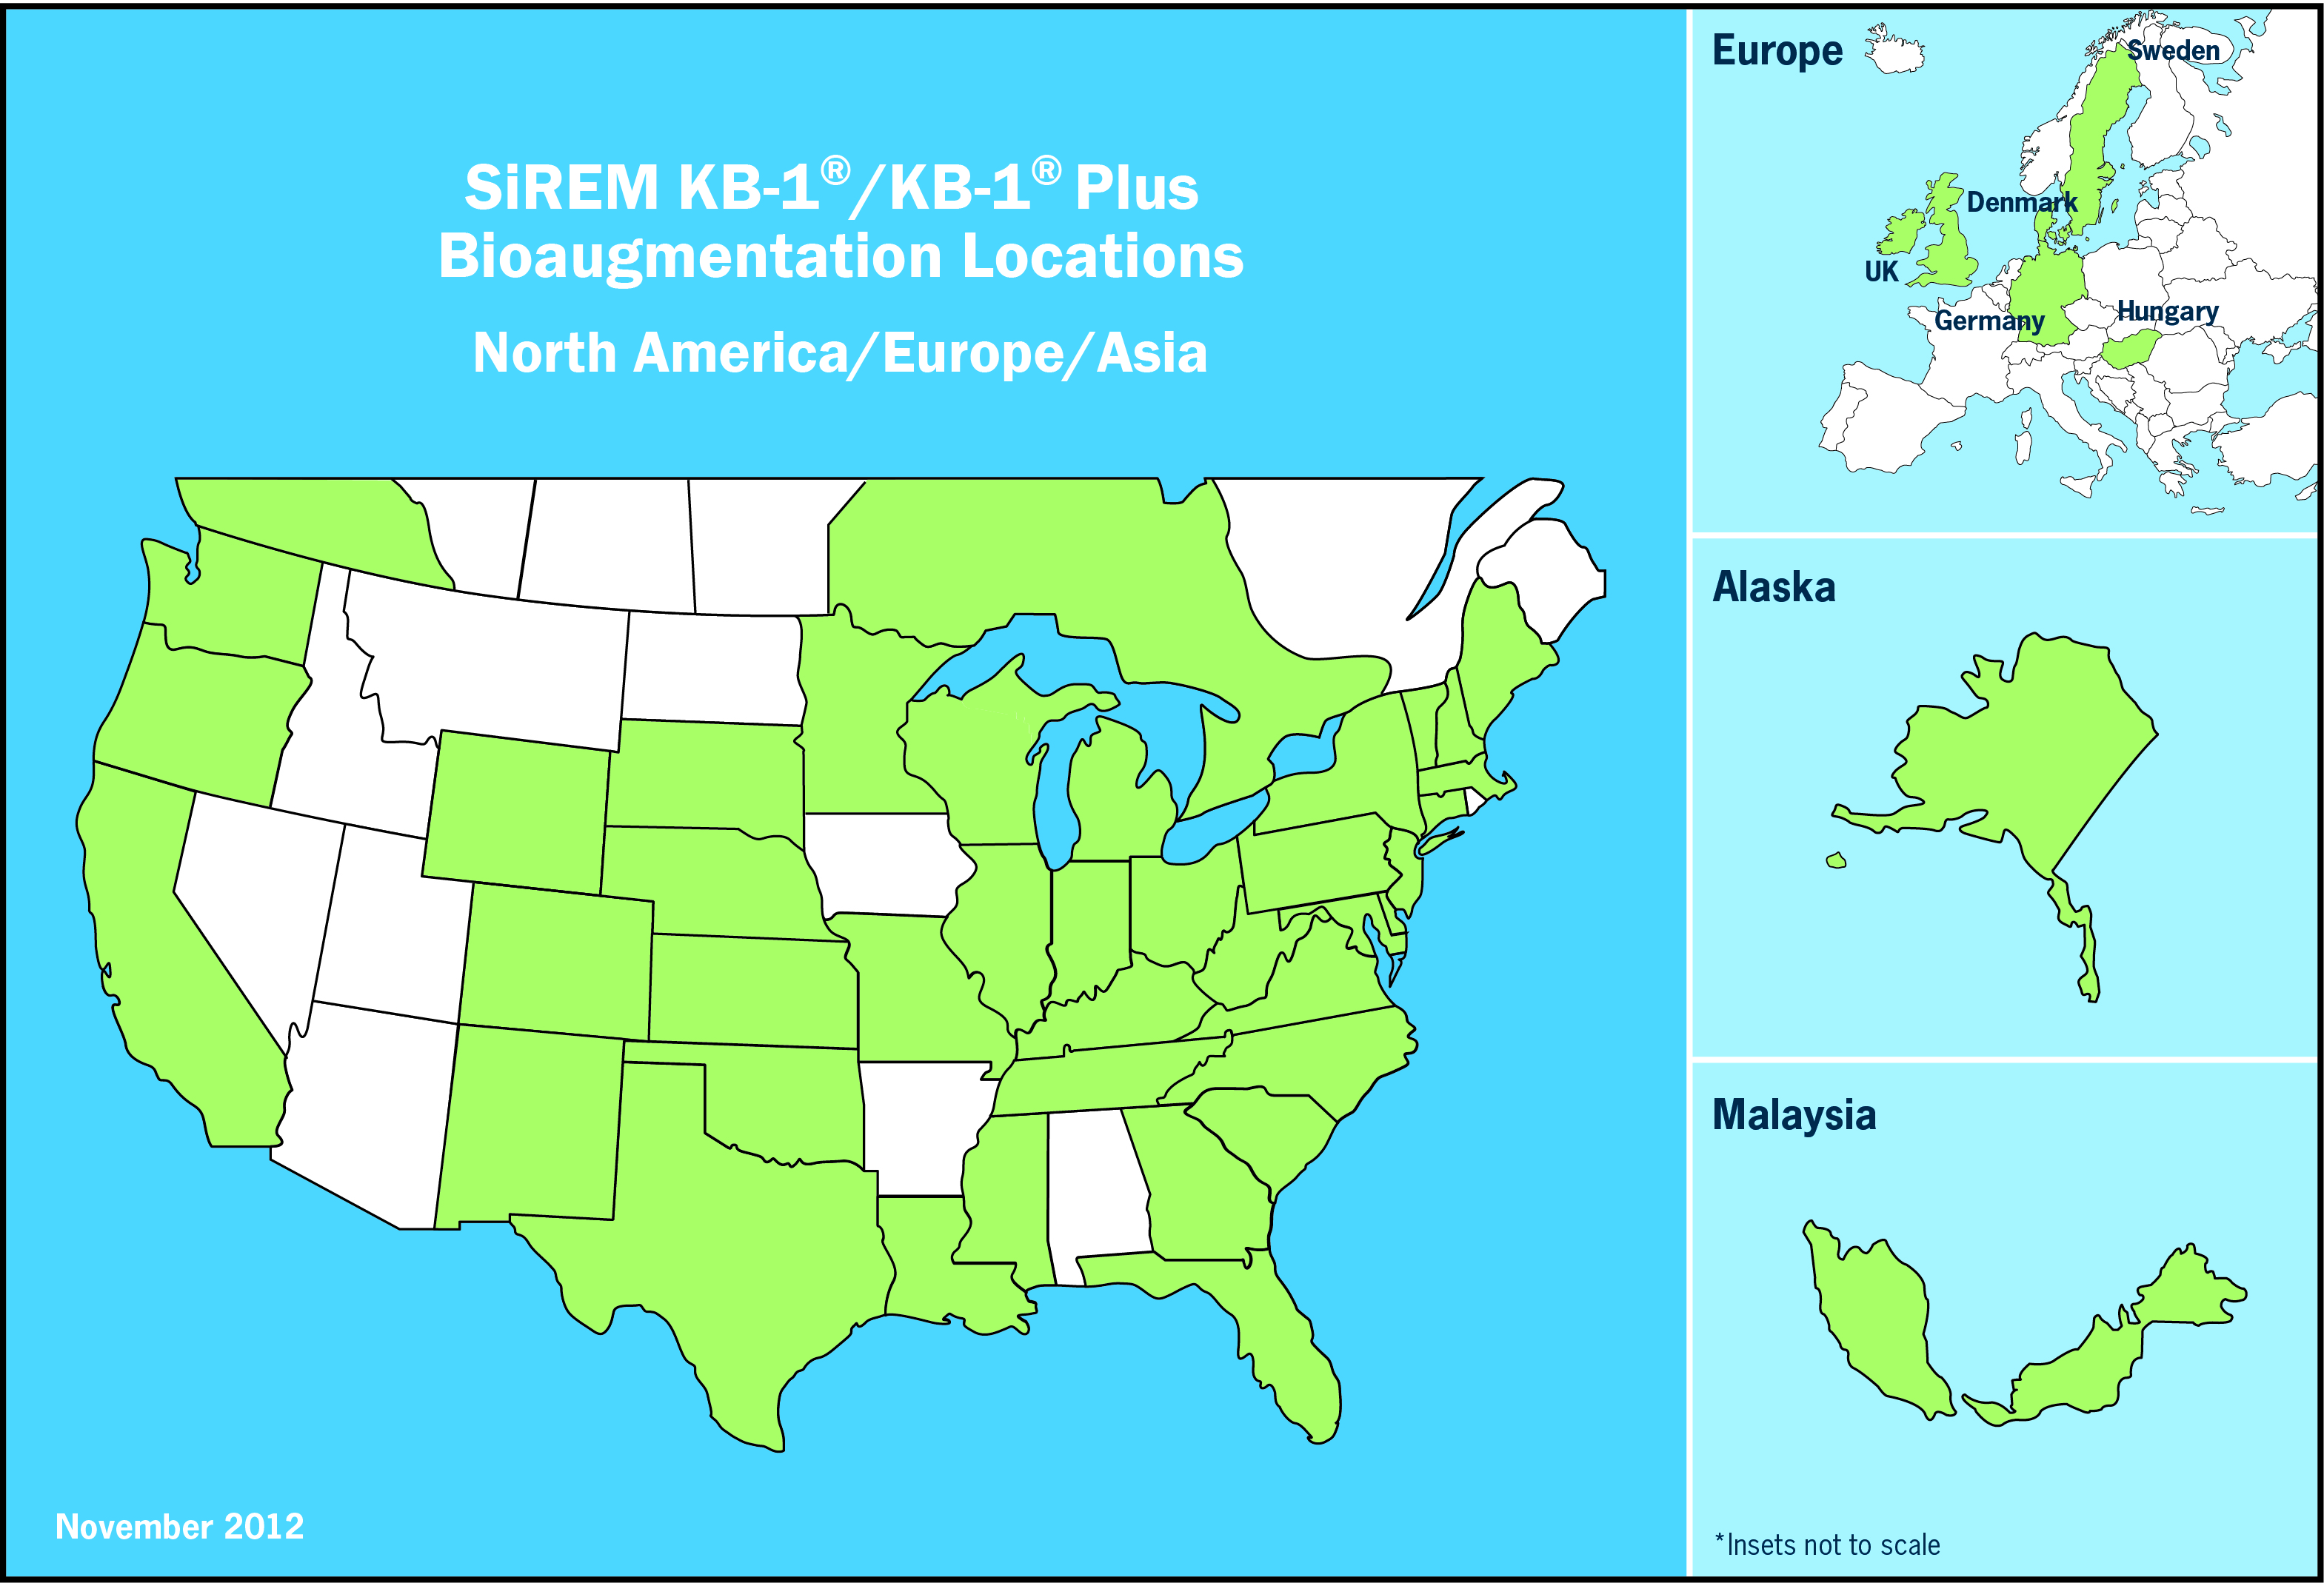 SiREM KB-1®/KB-1® Plus
Bioaugmentation Locations
North America/Europe/Asia
November 2012
Europe
Sweden
Denmark
UK
Germany
Hungary
Alaska
Malaysia
*Insets not to scale